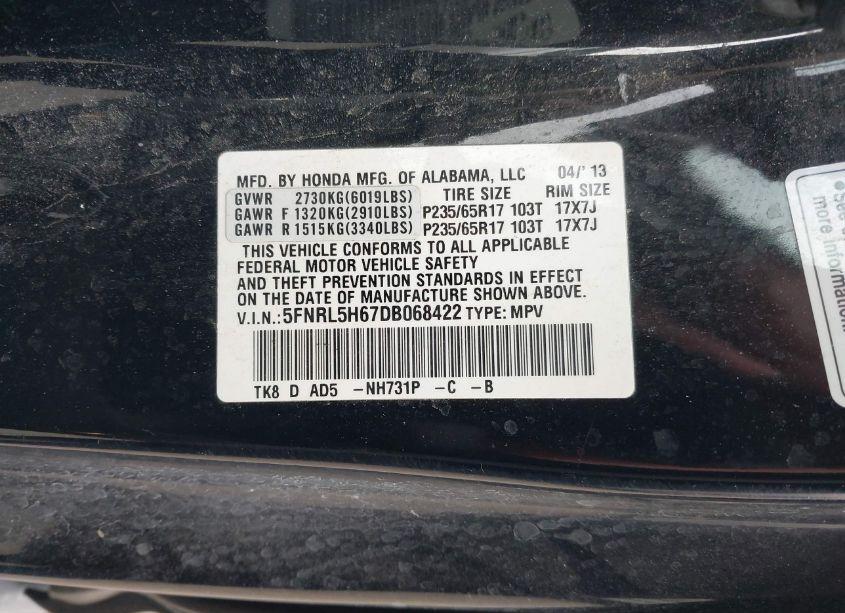 MFD. BY HONDA MFG. OF ALABAMA, LLC 04/' 13
GVWR 2730KG(6019LBS) TIRE SIZE RIM SIZE
GAWR F 1320KG(2910LBS) P235/65R17 103T 17X7J
GAWR R 1515KG(3340LBS) P235/65R17 103T 17X7J
THIS VEHICLE CONFORMS TO ALL APPLICABLE
FEDERAL MOTOR VEHICLE SAFETY
AND THEFT PREVENTION STANDARDS IN EFFECT
ON THE DATE OF MANUFACTURE SHOWN ABOVE.
V.I.N.:5FNRL5H67DB068422 TYPE: MPV
TK8 D AD5 -NH731P -C -B
more information.